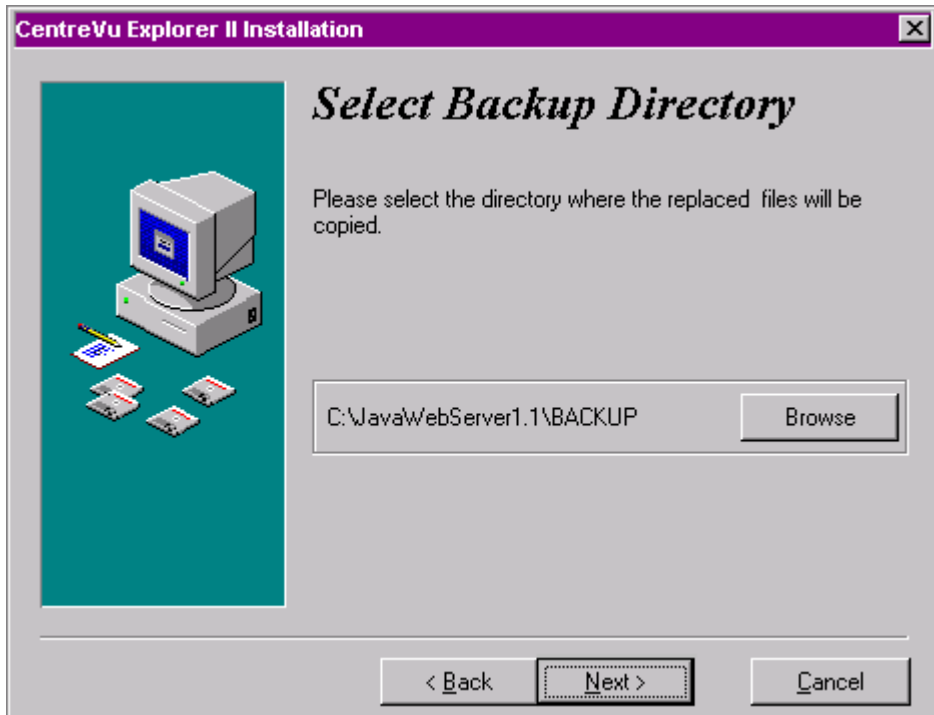 CentreVu Explorer II Installation
Select Backup Directory
Please select the directory where the replaced  files will be
copied.
C:\JavaWebServer1.1\BACKUP
Browse
< Back
Next >
Cancel